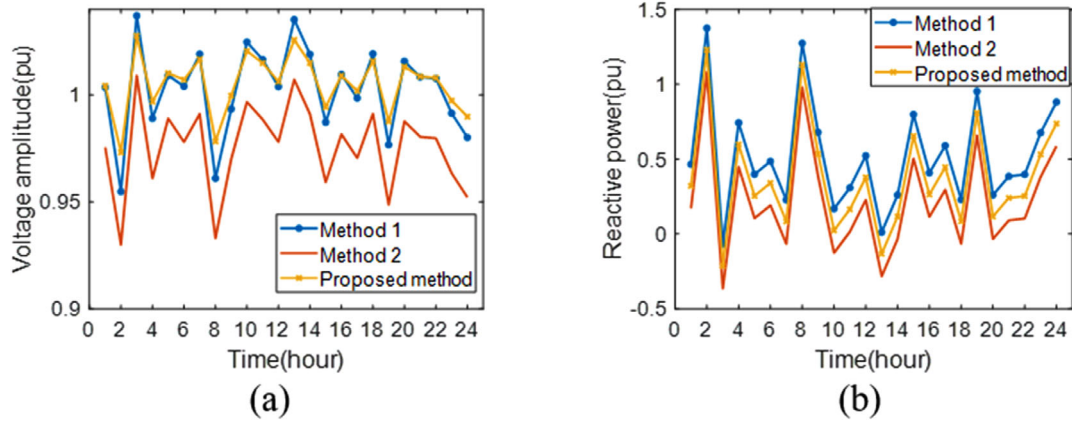 Voltage amplitude(pu)
1
0.95
0.9
0 2 4 6 8 10 12 14 16 18 20 22 24
Time(hour)
Method 1
Method 2
Proposed method
(a)
Reactive power(pu)
1.5
1
0.5
0
-0.5
0 2 4 6 8 10 12 14 16 18 20 22 24
Time(hour)
Method 1
Method 2
Proposed method
(b)